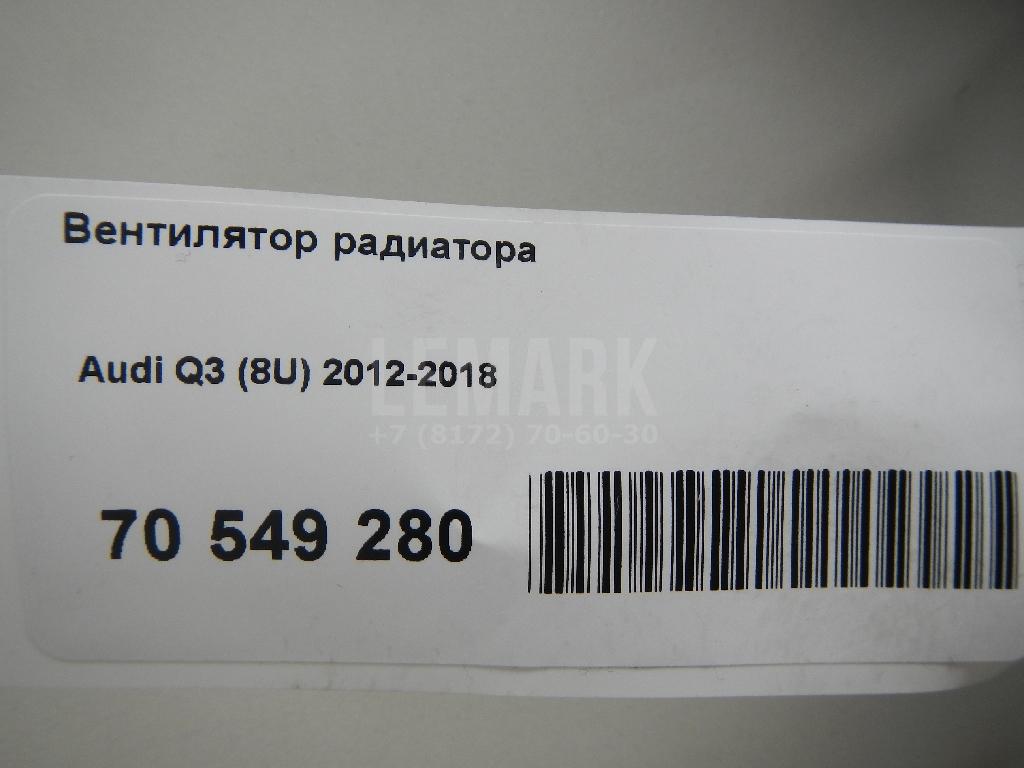 Вентилятор радиатора
Audi Q3 (8U) 2012-2018
LEMARK
+7 (8172) 70-60-30
70 549 280